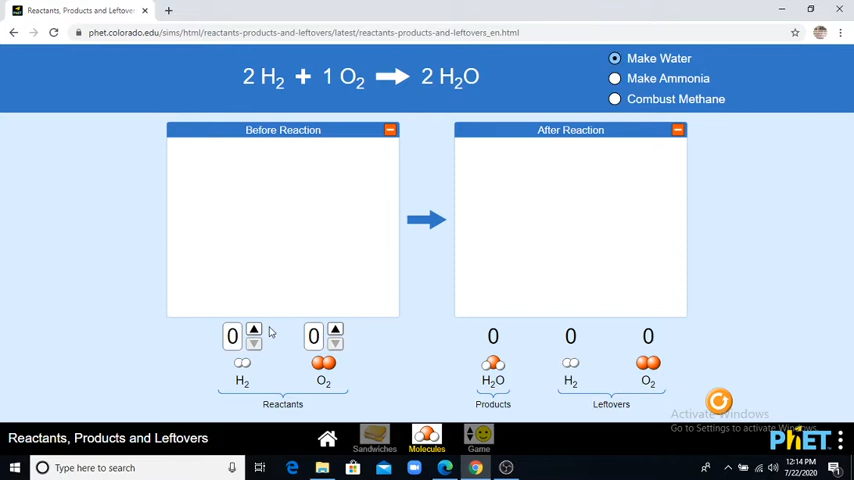 Reactants, Products and Leftovers
phet.colorado.edu/sims/html/reactants-products-and-leftovers/latest/reactants-products-and-leftovers_en.html
2 H₂ + 1 O₂ → 2 H₂O
Make Water
Make Ammonia
Combust Methane
Before Reaction
After Reaction
0 0 0 0 0
H₂ O₂ H₂O H₂ O₂
Reactants Products Leftovers
Activate Windows
Go to Settings to activate Windows.
Reactants, Products and Leftovers
Sandwiches Molecules Game
PhET
Type here to search
12:14 PM
7/22/2020